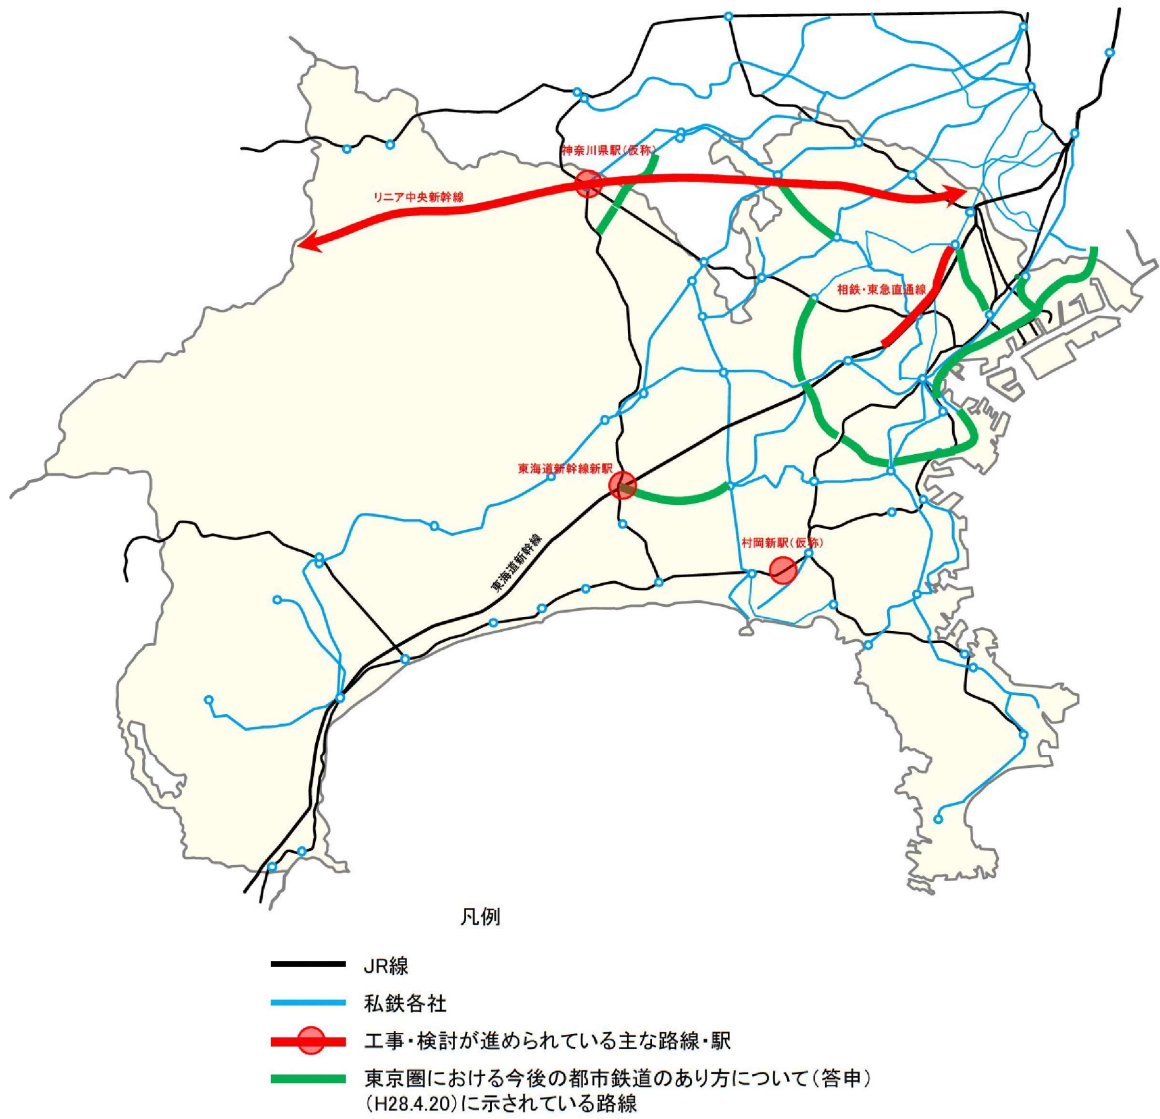 神奈川県駅(仮称)
リニア中央新幹線
相鉄・東急直通線
東海道新幹線新駅
東海道新幹線
村岡新駅(仮称)
凡例
JR線
私鉄各社
工事・検討が進められている主な路線・駅
東京圏における今後の都市鉄道のあり方について(答申)
(H28.4.20)に示されている路線